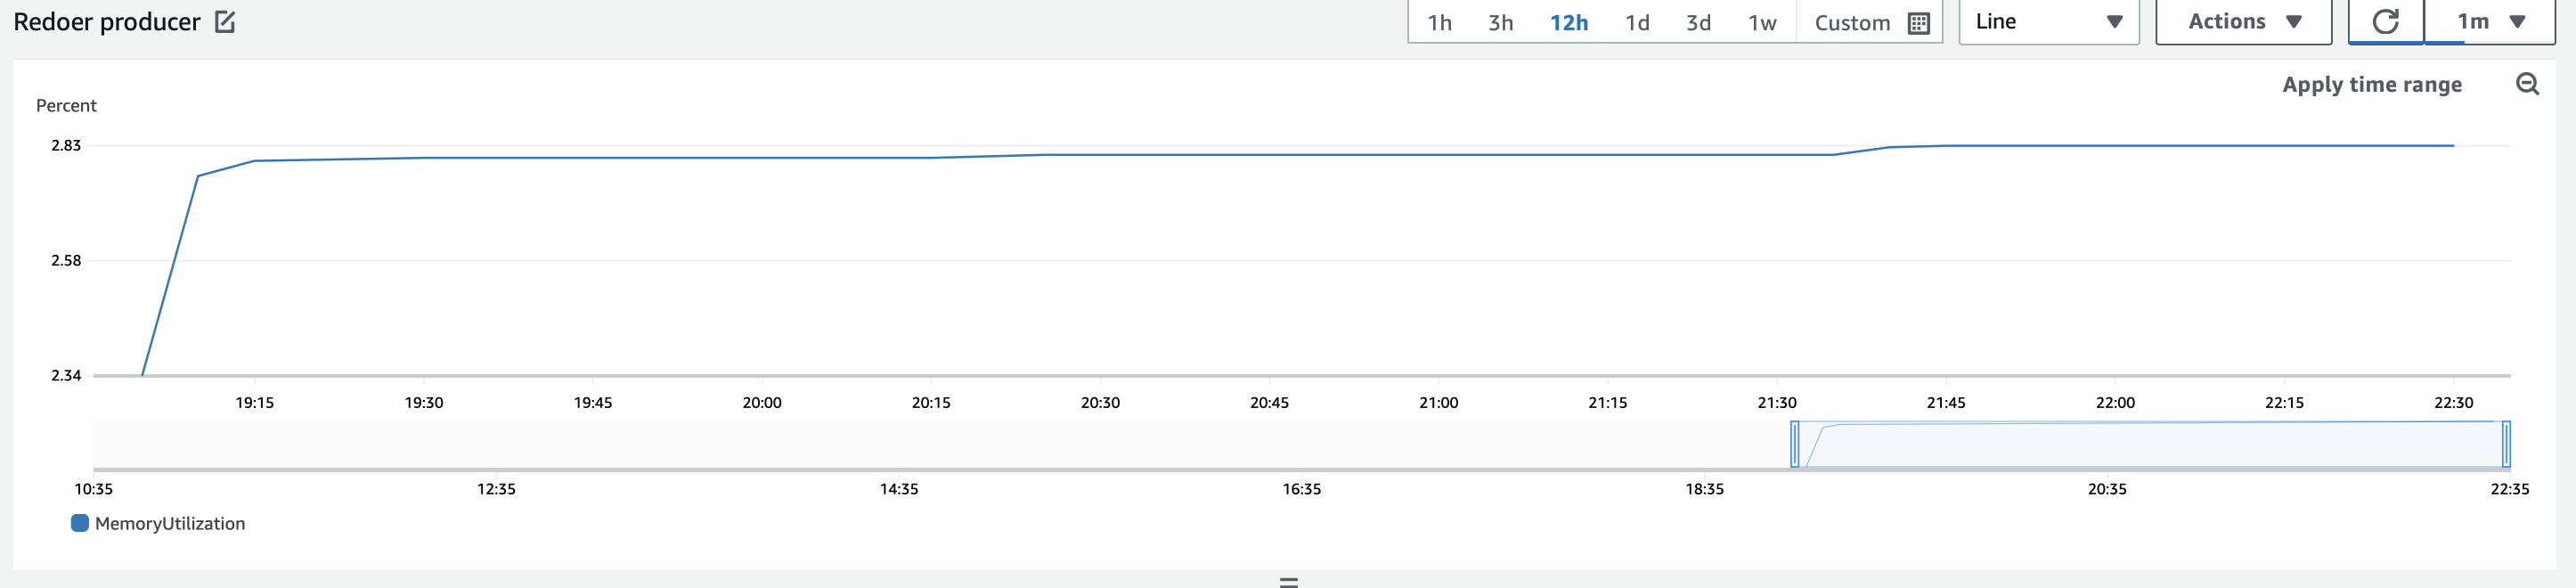 Redoer producer
1h 3h 12h 1d 3d 1w Custom Line Actions 1m
Apply time range
Percent
2.83
2.58
2.34
19:15 19:30 19:45 20:00 20:15 20:30 20:45 21:00 21:15 21:30 21:45 22:00 22:15 22:30
10:35 12:35 14:35 16:35 18:35 20:35 22:35
MemoryUtilization